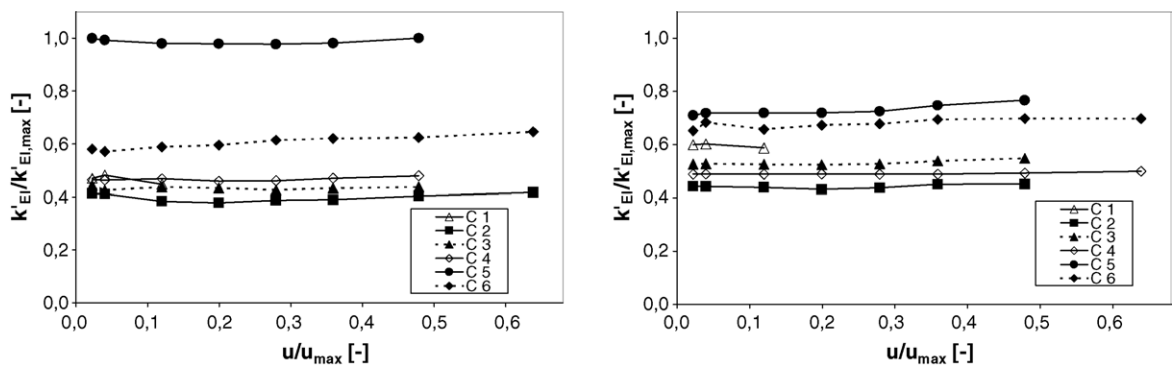 k'EI/k'EI,max [-]
1,0
0,8
0,6
0,4
0,2
0,0
C 1
C 2
C 3
C 4
C 5
C 6
0,0 0,1 0,2 0,3 0,4 0,5 0,6
u/umax [-]
k'EI/k'EI,max [-]
1,0
0,8
0,6
0,4
0,2
0,0
C 1
C 2
C 3
C 4
C 5
C 6
0,0 0,1 0,2 0,3 0,4 0,5 0,6
u/umax [-]